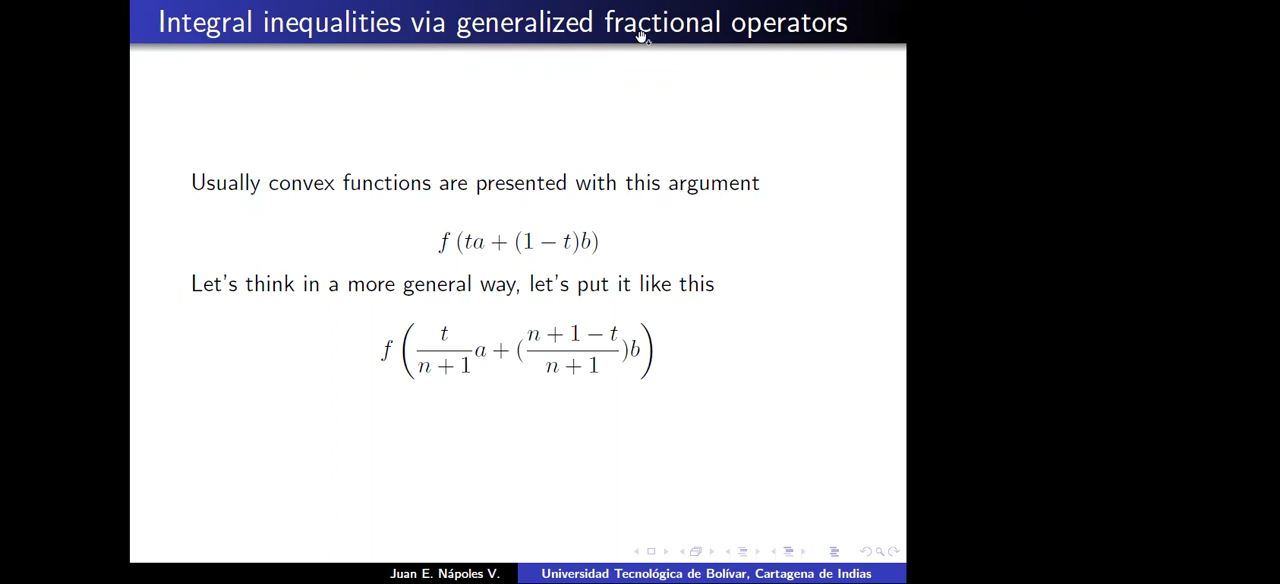 Integral inequalities via generalized fractional operators
Usually convex functions are presented with this argument
f (ta + (1 − t)b)
Let's think in a more general way, let's put it like this
f ( \frac{t}{n + 1} a + ( \frac{n + 1 − t}{n + 1} )b )
Juan E. Nápoles V. Universidad Tecnológica de Bolívar, Cartagena de Indias